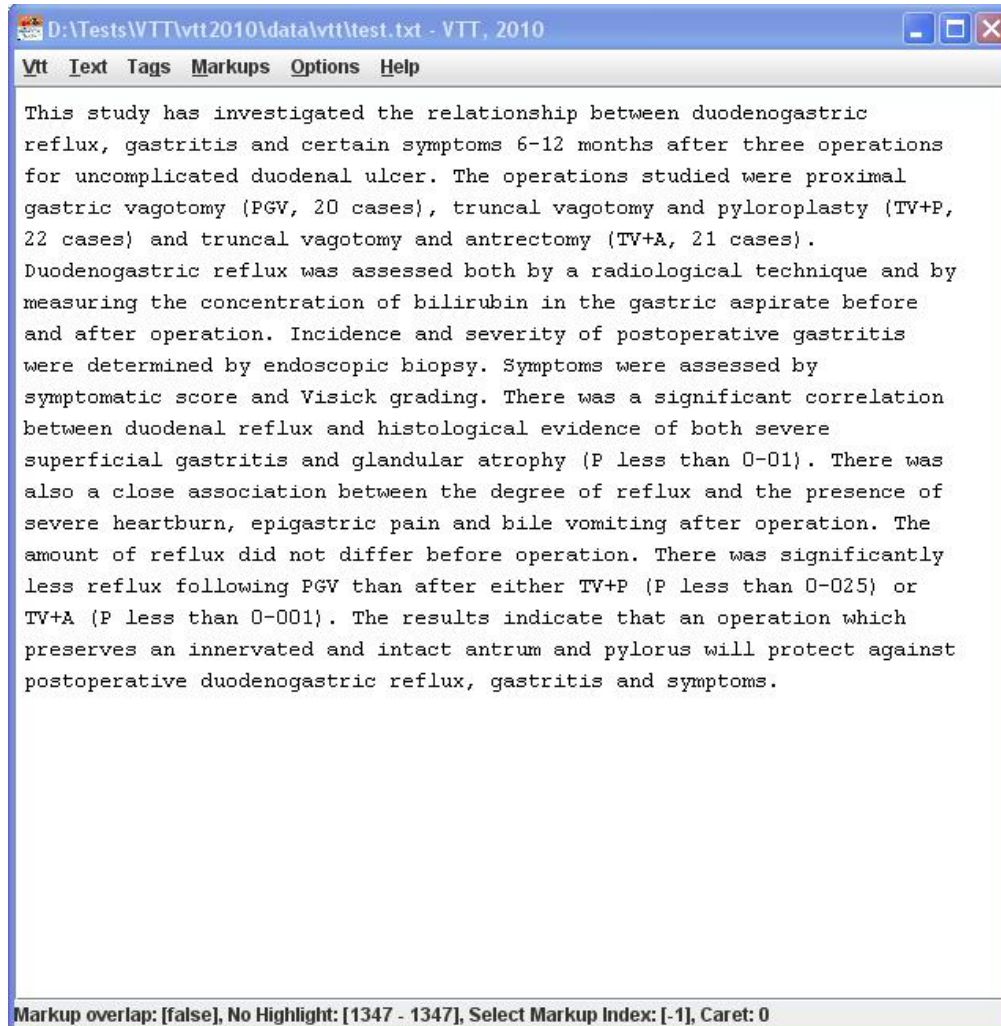 D:\Tests\VTT\vtt2010\data\vtt\test.txt - VTT, 2010
Vtt Text Tags Markups Options Help
This study has investigated the relationship between duodenogastric
reflux, gastritis and certain symptoms 6-12 months after three operations
for uncomplicated duodenal ulcer. The operations studied were proximal
gastric vagotomy (PGV, 20 cases), truncal vagotomy and pyloroplasty (TV+P,
22 cases) and truncal vagotomy and antrectomy (TV+A, 21 cases).
Duodenogastric reflux was assessed both by a radiological technique and by
measuring the concentration of bilirubin in the gastric aspirate before
and after operation. Incidence and severity of postoperative gastritis
were determined by endoscopic biopsy. Symptoms were assessed by
symptomatic score and Visick grading. There was a significant correlation
between duodenal reflux and histological evidence of both severe
superficial gastritis and glandular atrophy (P less than 0-01). There was
also a close association between the degree of reflux and the presence of
severe heartburn, epigastric pain and bile vomiting after operation. The
amount of reflux did not differ before operation. There was significantly
less reflux following PGV than after either TV+P (P less than 0-025) or
TV+A (P less than 0-001). The results indicate that an operation which
preserves an innervated and intact antrum and pylorus will protect against
postoperative duodenogastric reflux, gastritis and symptoms.
Markup overlap: [false], No Highlight: [1347 - 1347], Select Markup Index: [-1], Caret: 0